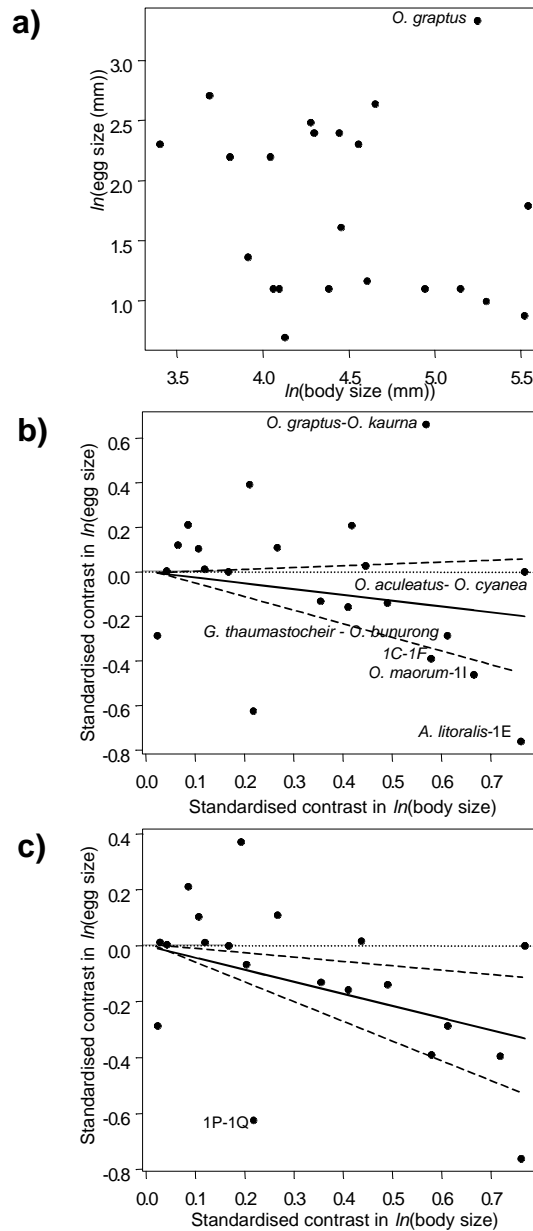 a)
O. graptus
ln(egg size (mm))
3.0
2.5
2.0
1.5
1.0
3.5 4.0 4.5 5.0 5.5
ln(body size (mm))
b)
O. graptus-O. kaurna
Standardised contrast in ln(egg size)
0.6
0.4
0.2
0.0
-0.2
-0.4
-0.6
-0.8
O. aculeatus- O. cyanea
G. thaumastocheir - O. bunurong
1C-1F
O. maorum-1I
A. litoralis-1E
0.0 0.1 0.2 0.3 0.4 0.5 0.6 0.7
Standardised contrast in ln(body size)
c)
Standardised contrast in ln(egg size)
0.4
0.2
0.0
-0.2
-0.4
-0.6
-0.8
1P-1Q
0.0 0.1 0.2 0.3 0.4 0.5 0.6 0.7
Standardised contrast in ln(body size)